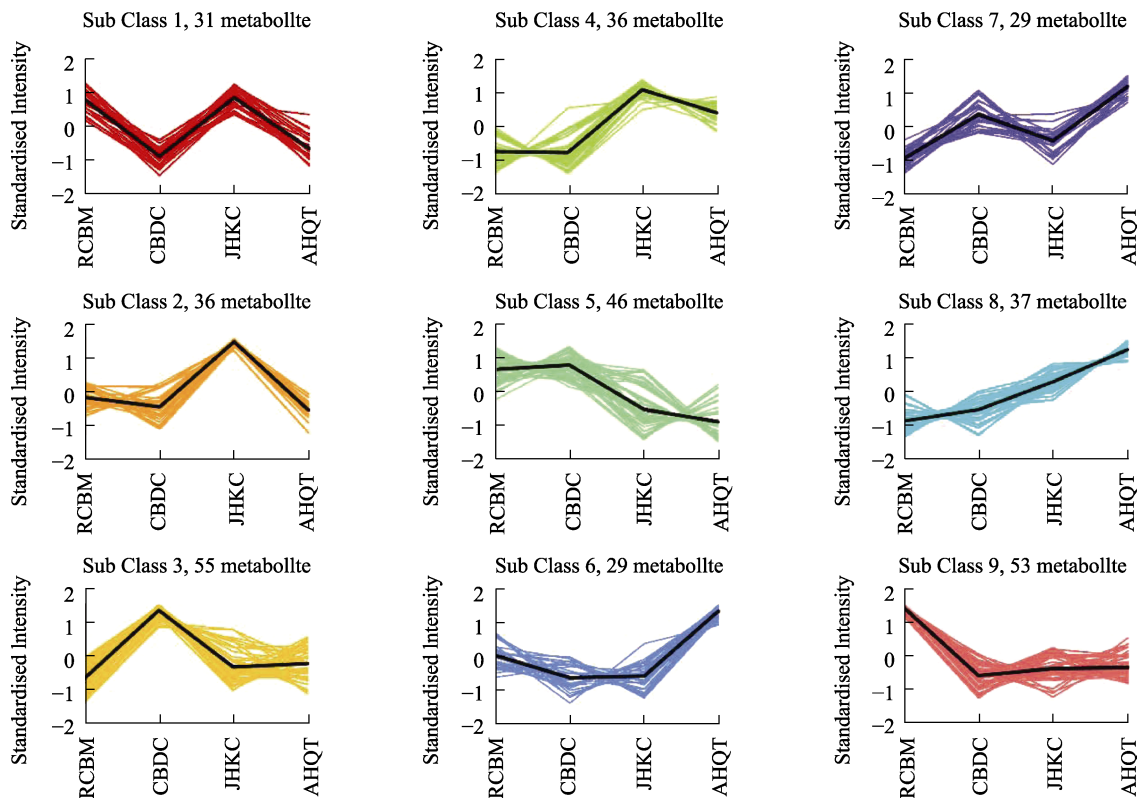 Sub Class 1, 31 metabollte
Standardised Intensity
2
1
0
−1
−2
RCBM
CBDC
JHKC
AHQT
Sub Class 4, 36 metabollte
Standardised Intensity
2
1
0
−1
−2
RCBM
CBDC
JHKC
AHQT
Sub Class 7, 29 metabollte
Standardised Intensity
2
1
0
−1
−2
RCBM
CBDC
JHKC
AHQT
Sub Class 2, 36 metabollte
Standardised Intensity
2
1
0
−1
−2
RCBM
CBDC
JHKC
AHQT
Sub Class 5, 46 metabollte
Standardised Intensity
2
1
0
−1
−2
RCBM
CBDC
JHKC
AHQT
Sub Class 8, 37 metabollte
Standardised Intensity
2
1
0
−1
−2
RCBM
CBDC
JHKC
AHQT
Sub Class 3, 55 metabollte
Standardised Intensity
2
1
0
−1
−2
RCBM
CBDC
JHKC
AHQT
Sub Class 6, 29 metabollte
Standardised Intensity
2
1
0
−1
−2
RCBM
CBDC
JHKC
AHQT
Sub Class 9, 53 metabollte
Standardised Intensity
2
1
0
−1
−2
RCBM
CBDC
JHKC
AHQT